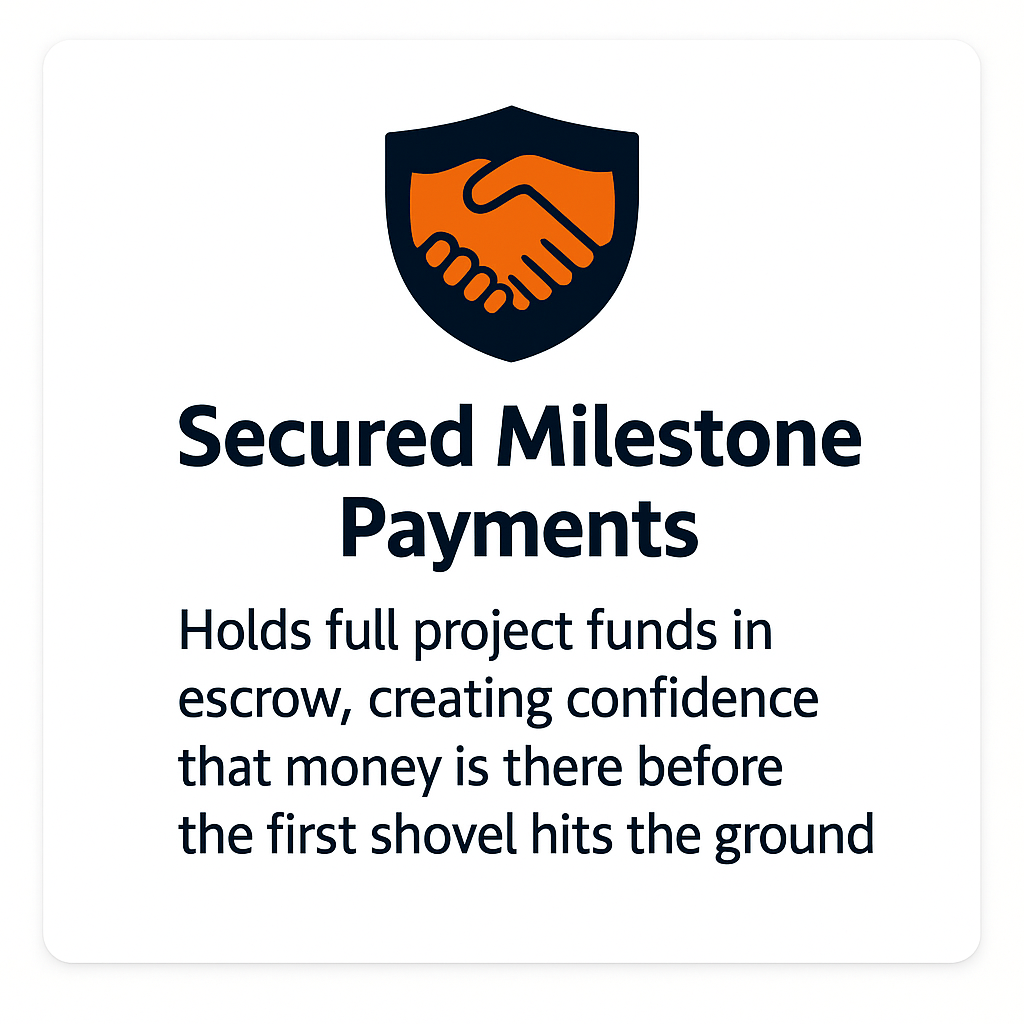 Secured Milestone
Payments
Holds full project funds in
escrow, creating confidence
that money is there before
the first shovel hits the ground